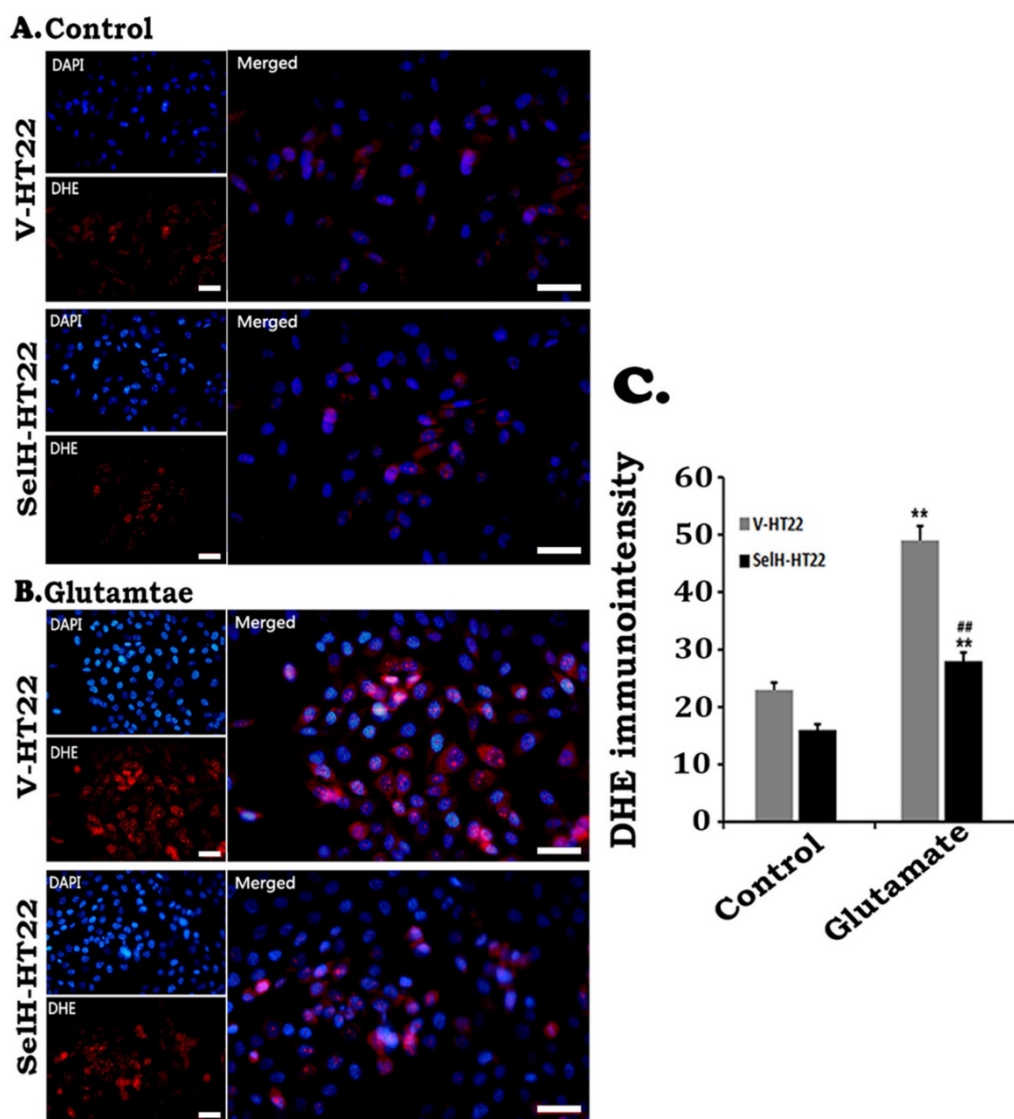 A. Control
V-HT22
DAPI
DHE
Merged
SelH-HT22
DAPI
DHE
Merged
B. Glutamtae
V-HT22
DAPI
DHE
Merged
SelH-HT22
DAPI
DHE
Merged
C.
DHE immunointensity
60
50
40
30
20
10
0
V-HT22
SelH-HT22
**
##
**
Control
Glutamate